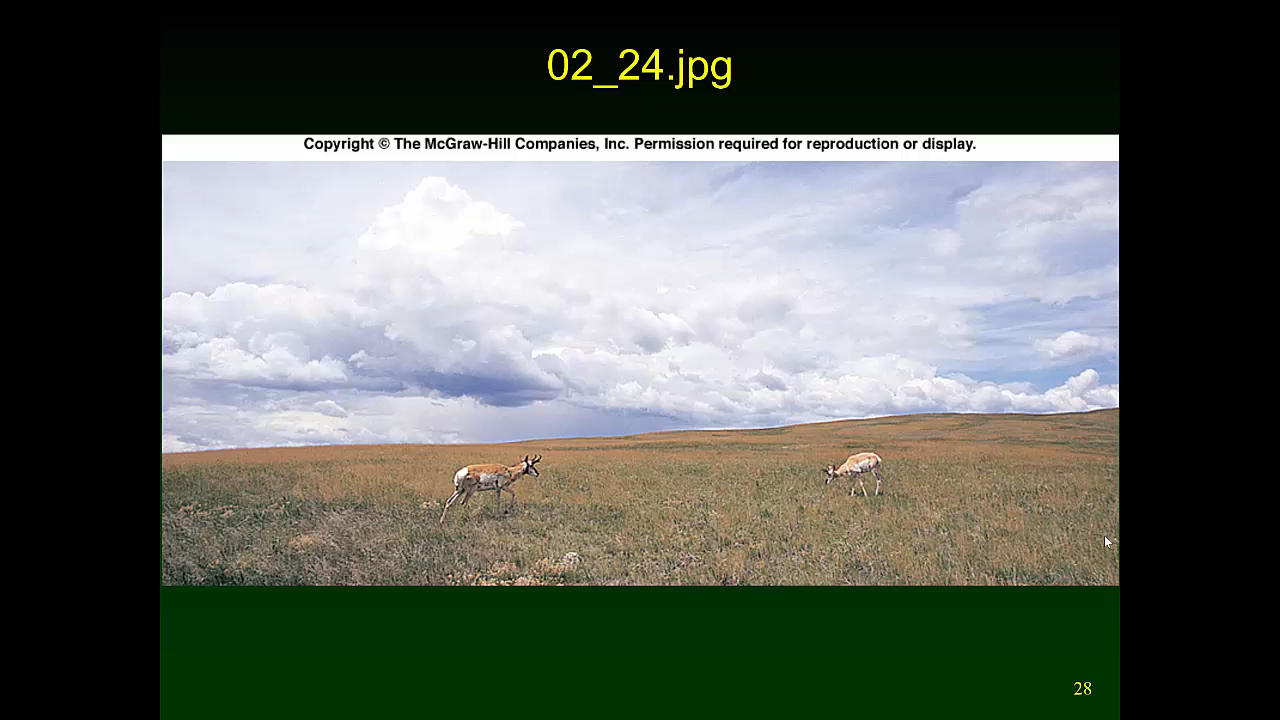 02_24.jpg
Copyright © The McGraw-Hill Companies, Inc. Permission required for reproduction or display.
28